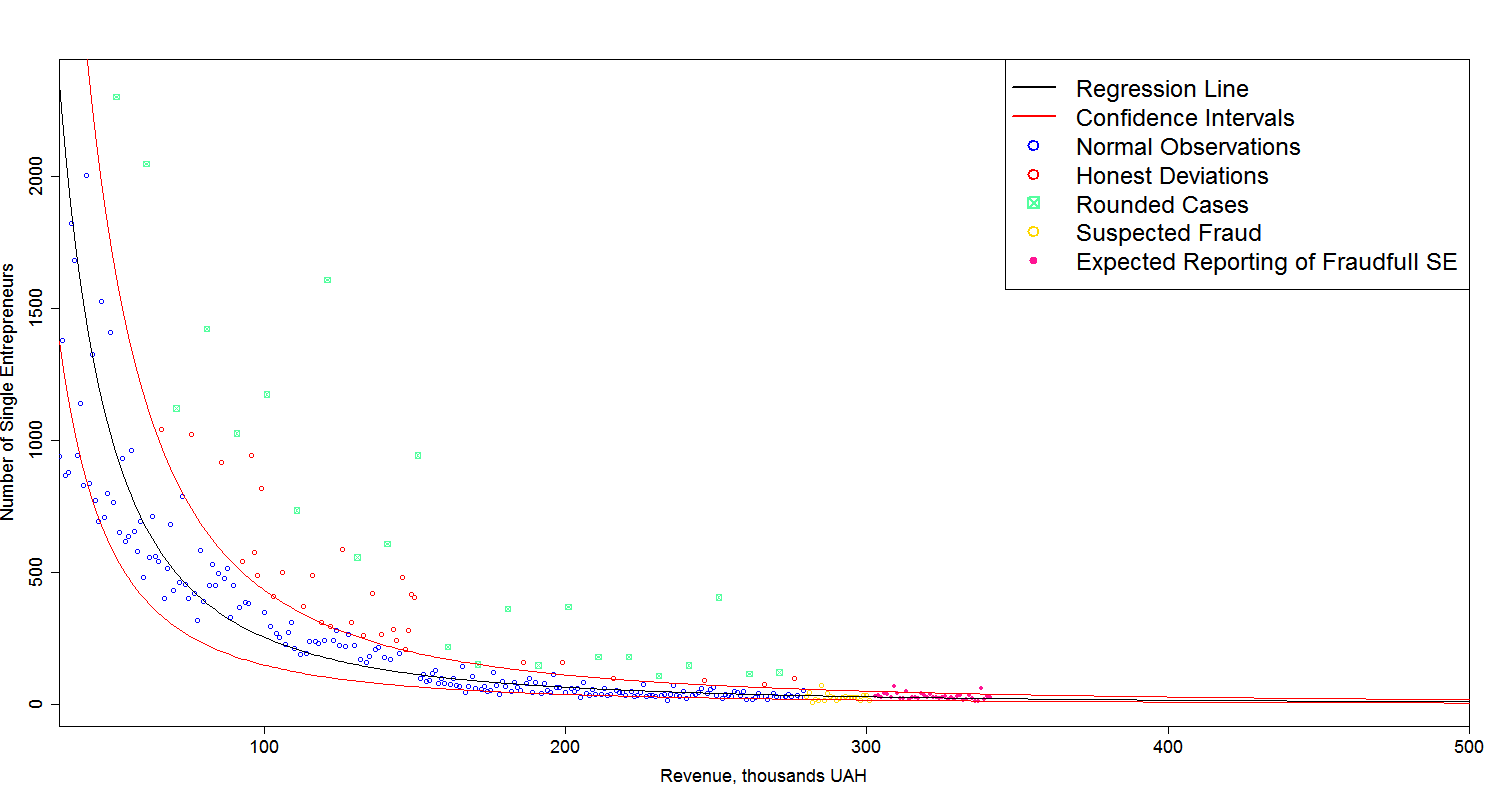 Regression Line
Confidence Intervals
Normal Observations
Honest Deviations
Rounded Cases
Suspected Fraud
Expected Reporting of Fraudfull SE
Number of Single Entrepreneurs
2000
1500
1000
500
0
100 200 300 400 500
Revenue, thousands UAH